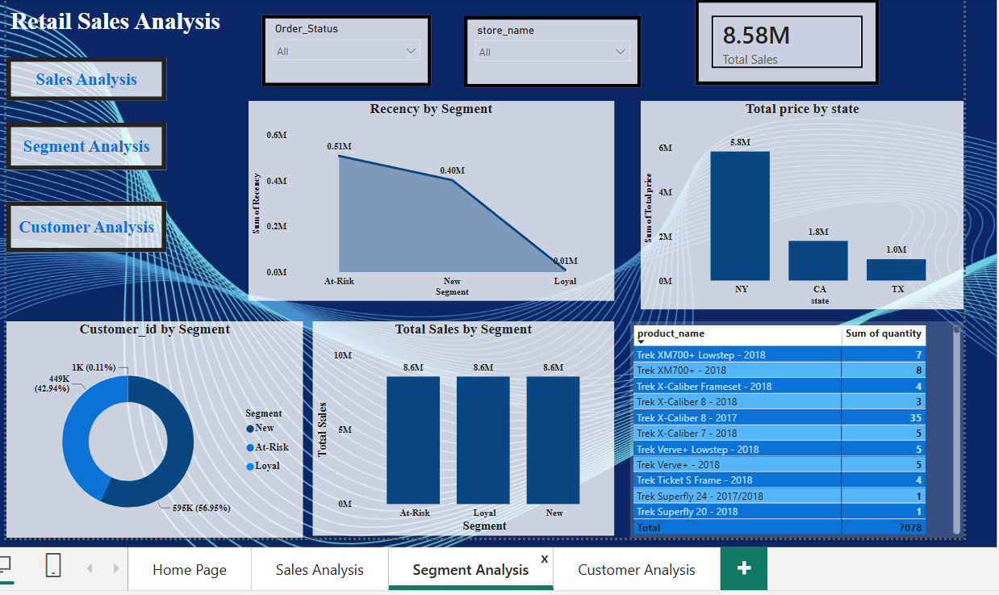 Retail Sales Analysis
Order_Status
All
store_name
All
8.58M
Total Sales
Sales Analysis
Segment Analysis
Customer Analysis
Recency by Segment
Sum of Recency
0.6M
0.4M
0.2M
0.0M
0.51M
0.40M
0.01M
At-Risk
New
Loyal
Segment
Total price by state
Sum of Total price
6M
4M
2M
0M
5.8M
1.8M
1.0M
NY
CA
TX
state
Customer_id by Segment
1K (0.11%)
449K
(42.94%)
595K (56.95%)
Segment
New
At-Risk
Loyal
Total Sales by Segment
Total Sales
10M
5M
0M
8.6M
8.6M
8.6M
At-Risk
Loyal
New
Segment
product_name Sum of quantity
Trek XM700+ Lowstep - 2018 7
Trek XM700+ - 2018 8
Trek X-Caliber Frameset - 2018 4
Trek X-Caliber 8 - 2018 3
Trek X-Caliber 8 - 2017 35
Trek X-Caliber 7 - 2018 5
Trek Verve+ Lowstep - 2018 5
Trek Verve+ - 2018 5
Trek Ticket S Frame - 2018 4
Trek Superfly 24 - 2017/2018 1
Trek Superfly 20 - 2018 1
Total 7078
Home Page
Sales Analysis
Segment Analysis
x
Customer Analysis
+